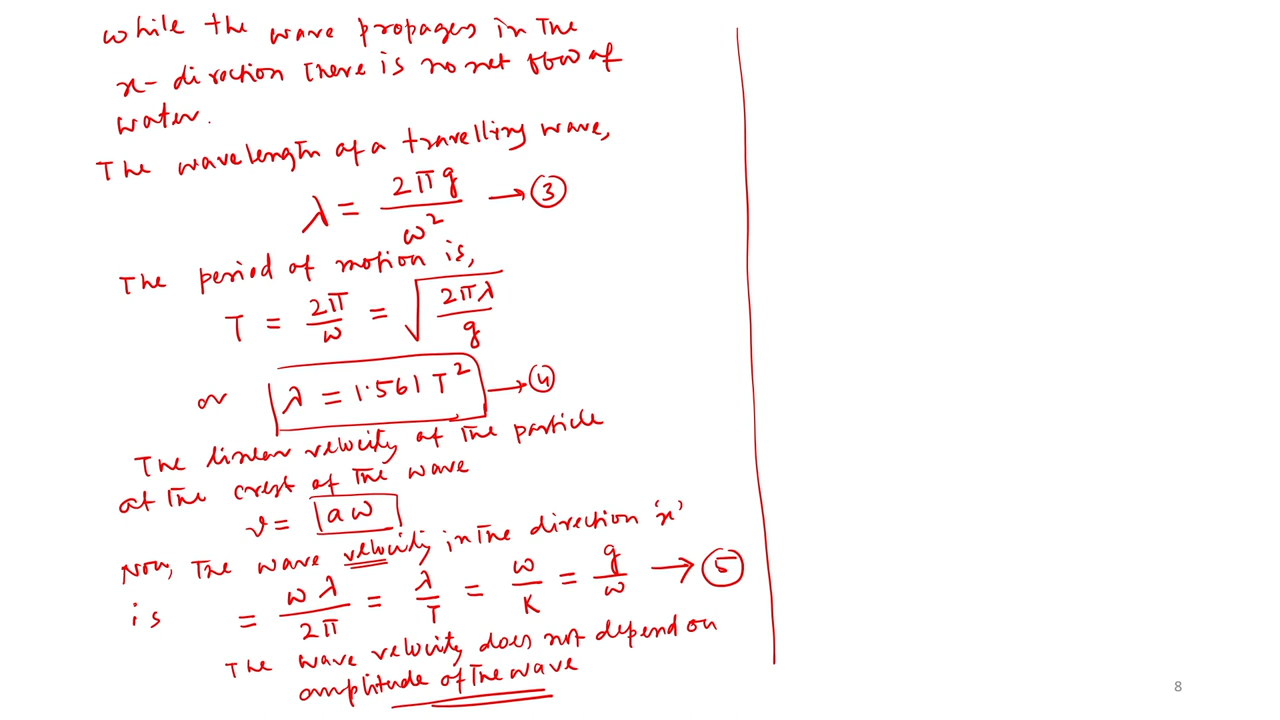 while the wave propages in the
x- direction there is no net flow of
water.
The wavelength of a travelling wave,
λ = 2πg / ω² → ③
The period of motion is,
T = 2π / ω = √(2πλ / g)
or λ = 1.561 T² → ④
The linear velocity of the particle
at the crest of the wave
v = aω
Now, the wave velocity in the direction 'x'
is = ωλ / 2π = λ / T = ω / K = g / ω → ⑤
The wave velocity does not depend on
amplitude of the wave
8